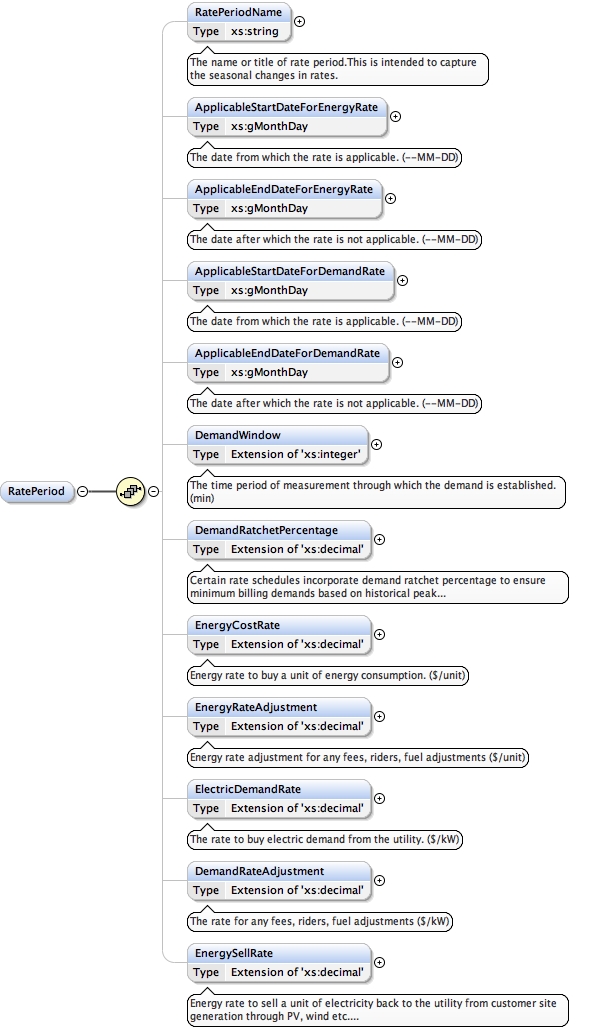 RatePeriod
RatePeriodName
Type xs:string
The name or title of rate period.This is intended to capture
the seasonal changes in rates.
ApplicableStartDateForEnergyRate
Type xs:gMonthDay
The date from which the rate is applicable. (--MM-DD)
ApplicableEndDateForEnergyRate
Type xs:gMonthDay
The date after which the rate is not applicable. (--MM-DD)
ApplicableStartDateForDemandRate
Type xs:gMonthDay
The date from which the rate is applicable. (--MM-DD)
ApplicableEndDateForDemandRate
Type xs:gMonthDay
The date after which the rate is not applicable. (--MM-DD)
DemandWindow
Type Extension of 'xs:integer'
The time period of measurement through which the demand is established.
(min)
DemandRatchetPercentage
Type Extension of 'xs:decimal'
Certain rate schedules incorporate demand ratchet percentage to ensure
minimum billing demands based on historical peak...
EnergyCostRate
Type Extension of 'xs:decimal'
Energy rate to buy a unit of energy consumption. ($/unit)
EnergyRateAdjustment
Type Extension of 'xs:decimal'
Energy rate adjustment for any fees, riders, fuel adjustments ($/unit)
ElectricDemandRate
Type Extension of 'xs:decimal'
The rate to buy electric demand from the utility. ($/kW)
DemandRateAdjustment
Type Extension of 'xs:decimal'
The rate for any fees, riders, fuel adjustments ($/kW)
EnergySellRate
Type Extension of 'xs:decimal'
Energy rate to sell a unit of electricity back to the utility from customer site
generation through PV, wind etc....